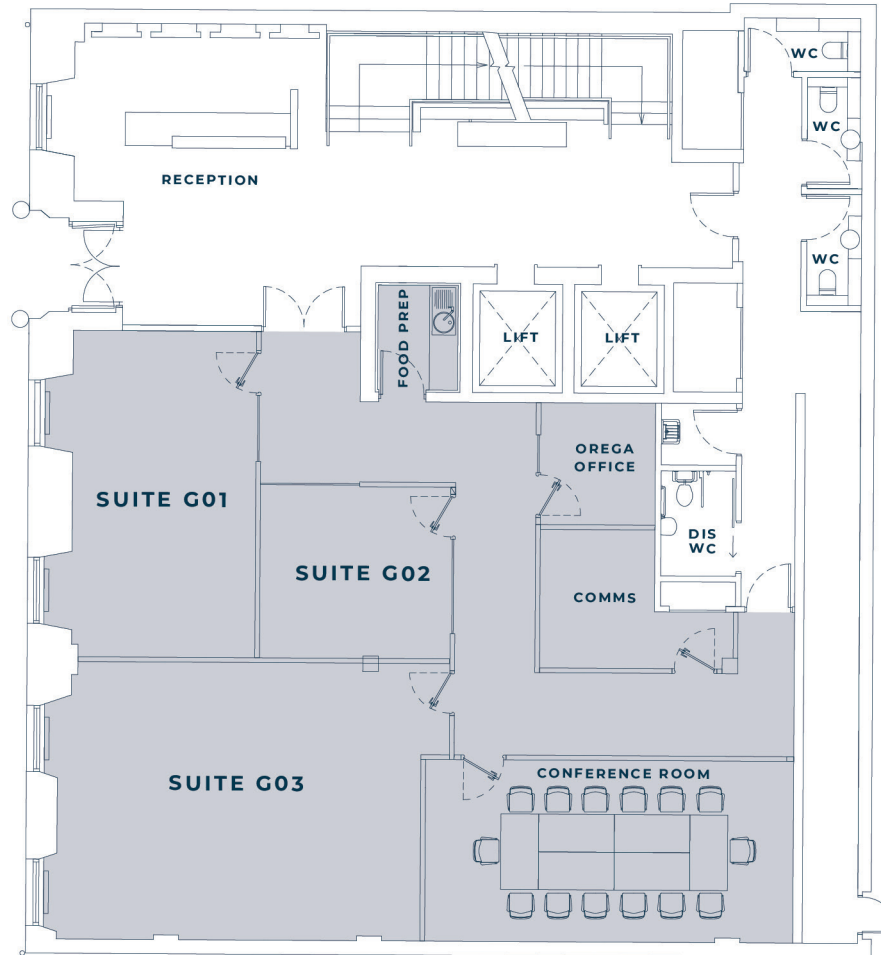 WC
WC
RECEPTION
WC
FOOD PREP
LIFT
LIFT
OREGA
OFFICE
SUITE G01
DIS
WC
SUITE G02
COMMS
SUITE G03
CONFERENCE ROOM